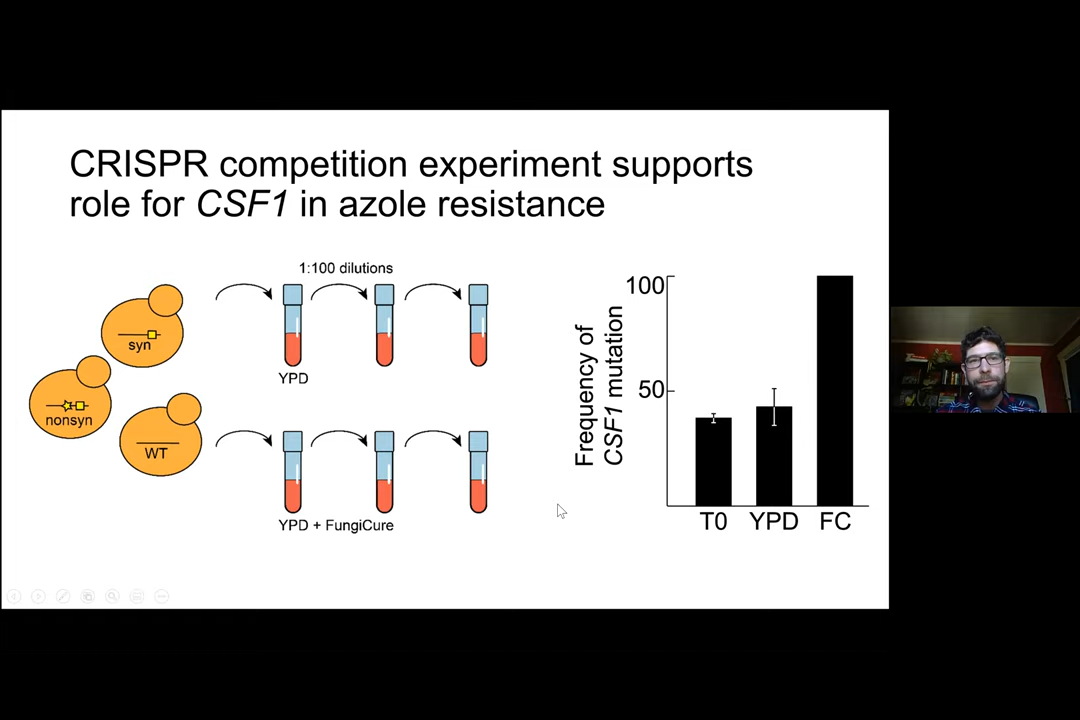 CRISPR competition experiment supports
role for CSF1 in azole resistance
1:100 dilutions
syn
nonsyn
WT
YPD
YPD + FungiCure
Frequency of
CSF1 mutation
100
50
T0 YPD FC